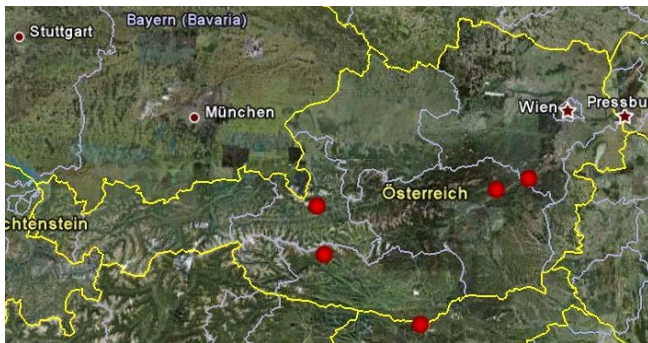 Bayern (Bavaria)
Stuttgart
München
Wien
Pressbu
Österreich
chtenstein